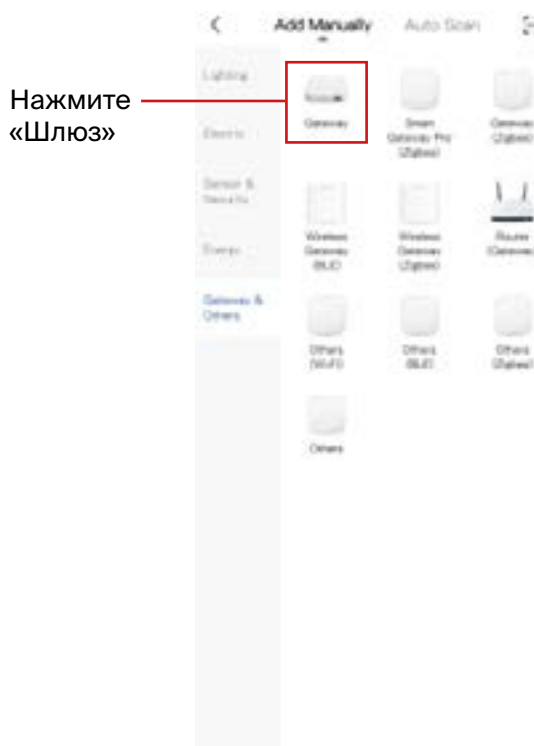 Add Manually
Auto Scan
Нажмите
«Шлюз»
Lighting
Electric
Sensor &
Security
Energy
Gateway &
Others
Gateway
Smart
Gateway Pro
(Zigbee)
Gateway
(Zigbee)
Wireless
Gateway
(BLE)
Wireless
Gateway
(Zigbee)
Router
(Gateway)
Others
(Wi-Fi)
Others
(BLE)
Others
(Zigbee)
Others